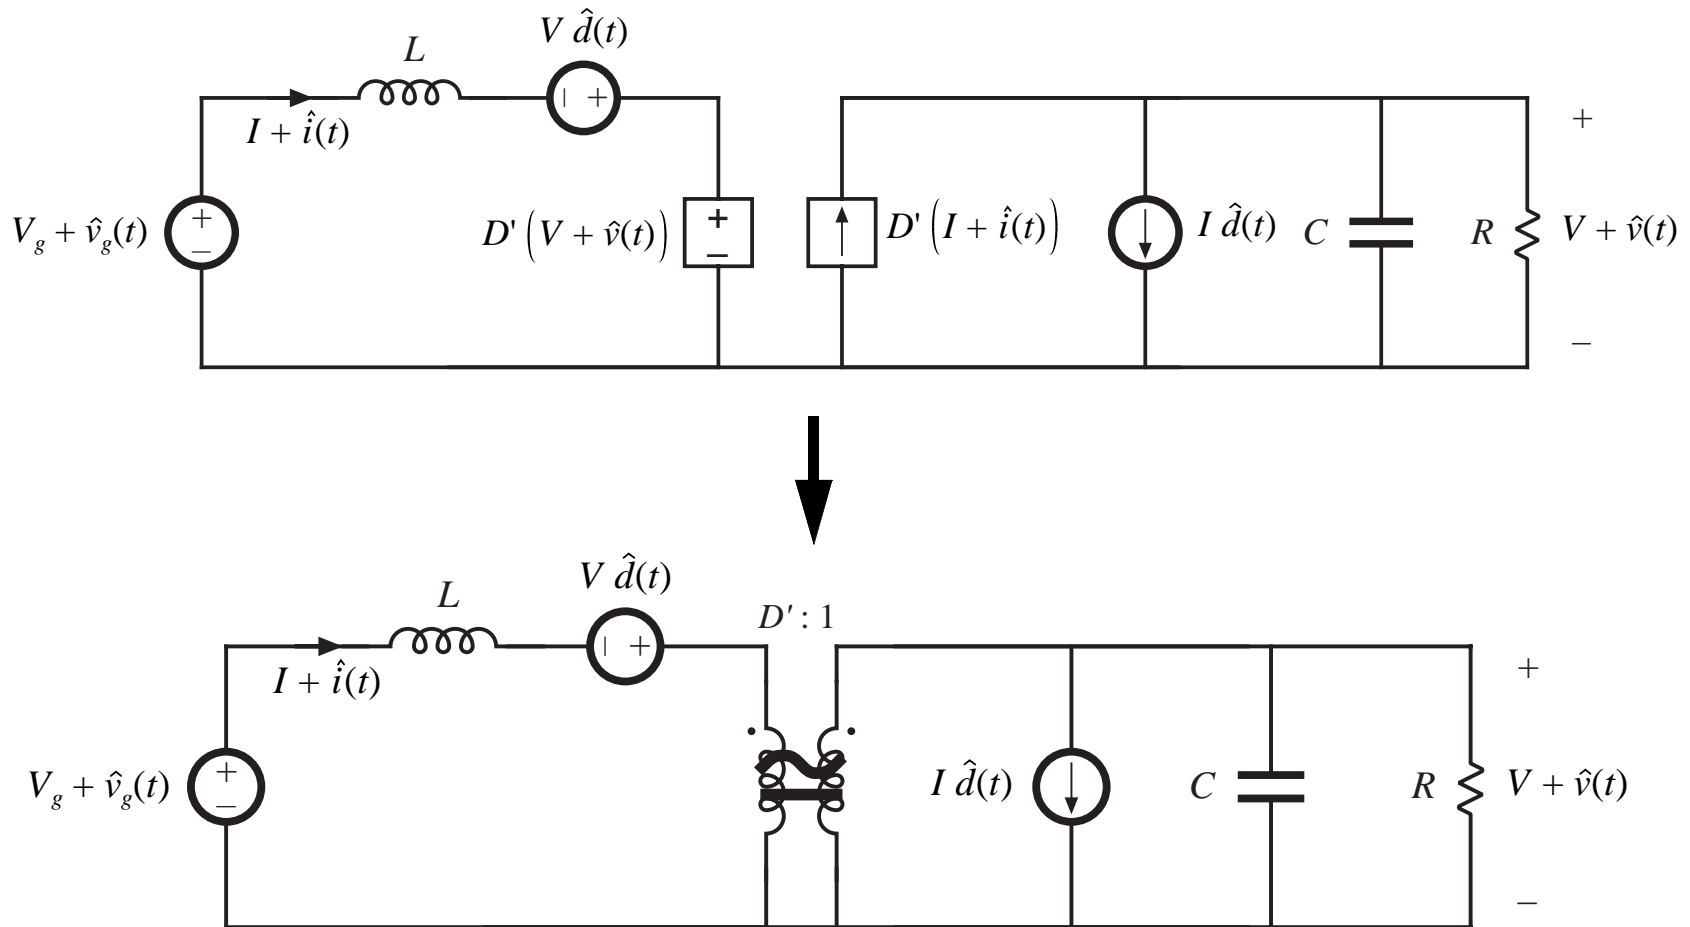 V d̂(t)
L
I + î(t)
− +
+
V_g + v̂_g(t)
−
D' (V + v̂(t))
+
−
D' (I + î(t))
I d̂(t)
C
R
+
V + v̂(t)
−
V d̂(t)
L
D' : 1
I + î(t)
− +
+
V_g + v̂_g(t)
−
I d̂(t)
C
R
+
V + v̂(t)
−